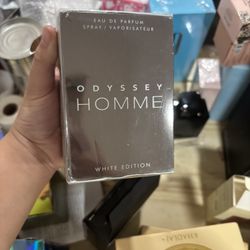 EAU DE PARFUM
SPRAY / VAPORISATEUR
ODYSSEY
HOMME
WHITE EDITION